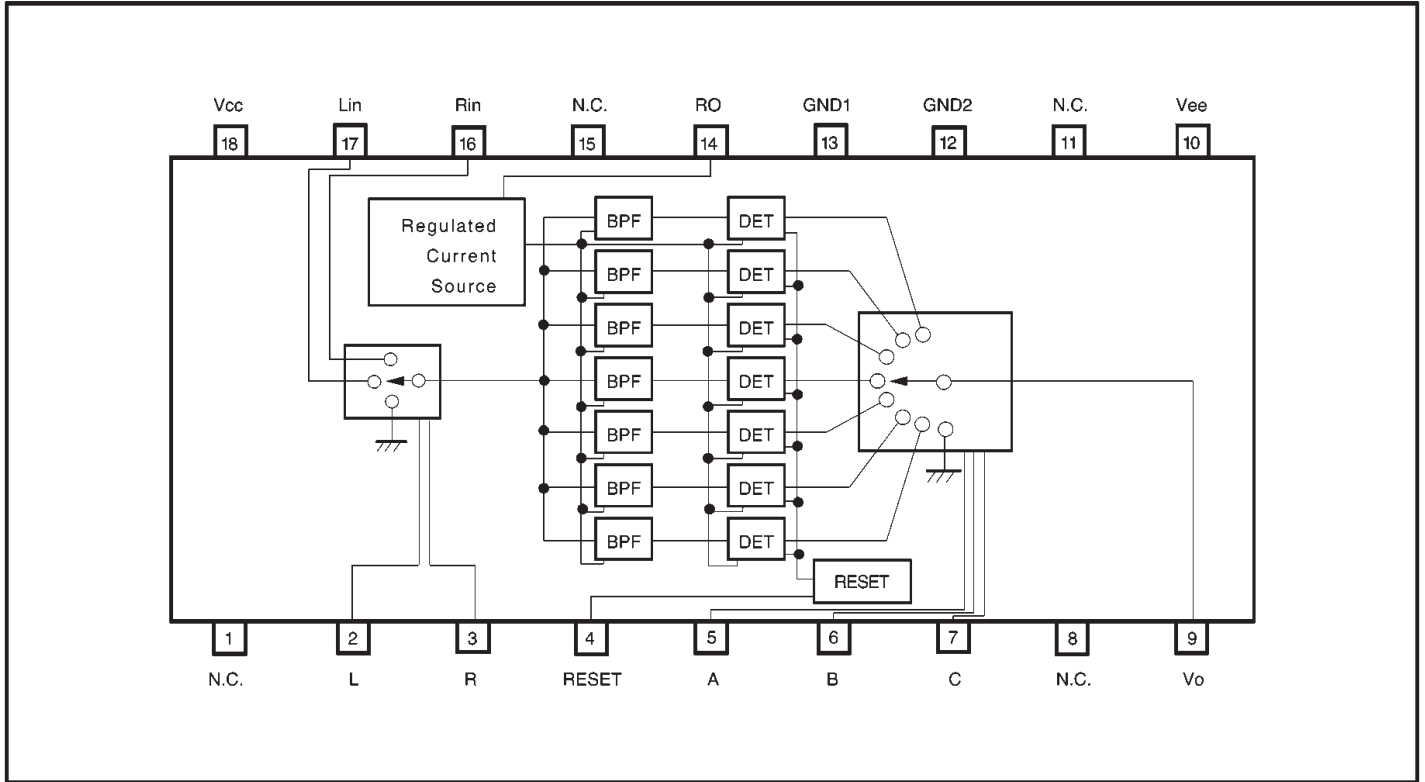 Vcc Lin Rin N.C. RO GND1 GND2 N.C. Vee
18 17 16 15 14 13 12 11 10
Regulated
Current
Source
BPF DET
BPF DET
BPF DET
BPF DET
BPF DET
BPF DET
BPF DET
RESET
1 2 3 4 5 6 7 8 9
N.C. L R RESET A B C N.C. Vo